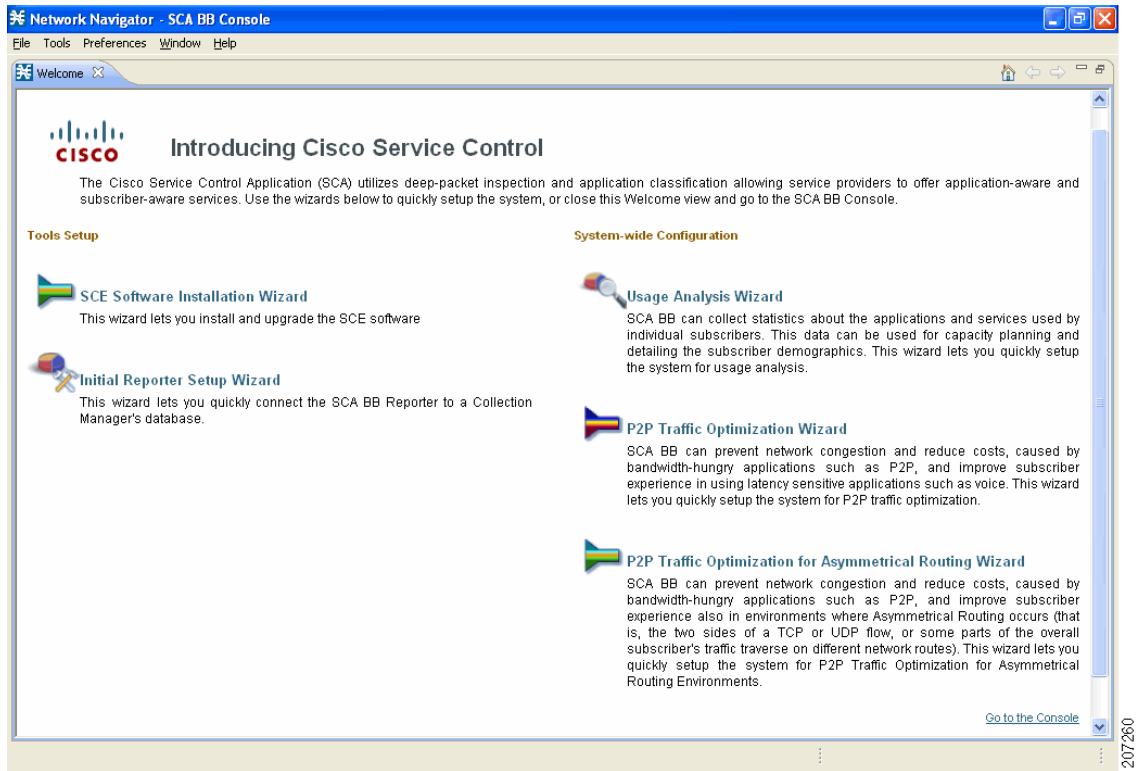 Network Navigator - SCA BB Console
File Tools Preferences Window Help
Welcome
CISCO
Introducing Cisco Service Control
The Cisco Service Control Application (SCA) utilizes deep-packet inspection and application classification allowing service providers to offer application-aware and
subscriber-aware services. Use the wizards below to quickly setup the system, or close this Welcome view and go to the SCA BB Console.
Tools Setup
SCE Software Installation Wizard
This wizard lets you install and upgrade the SCE software
Initial Reporter Setup Wizard
This wizard lets you quickly connect the SCA BB Reporter to a Collection
Manager's database.
System-wide Configuration
Usage Analysis Wizard
SCA BB can collect statistics about the applications and services used by
individual subscribers. This data can be used for capacity planning and
detailing the subscriber demographics. This wizard lets you quickly setup
the system for usage analysis.
P2P Traffic Optimization Wizard
SCA BB can prevent network congestion and reduce costs, caused by
bandwidth-hungry applications such as P2P, and improve subscriber
experience in using latency sensitive applications such as voice. This wizard
lets you quickly setup the system for P2P traffic optimization.
P2P Traffic Optimization for Asymmetrical Routing Wizard
SCA BB can prevent network congestion and reduce costs, caused by
bandwidth-hungry applications such as P2P, and improve subscriber
experience also in environments where Asymmetrical Routing occurs (that
is, the two sides of a TCP or UDP flow, or some parts of the overall
subscriber's traffic traverse on different network routes). This wizard lets you
quickly setup the system for P2P Traffic Optimization for Asymmetrical
Routing Environments.
Go to the Console
207260